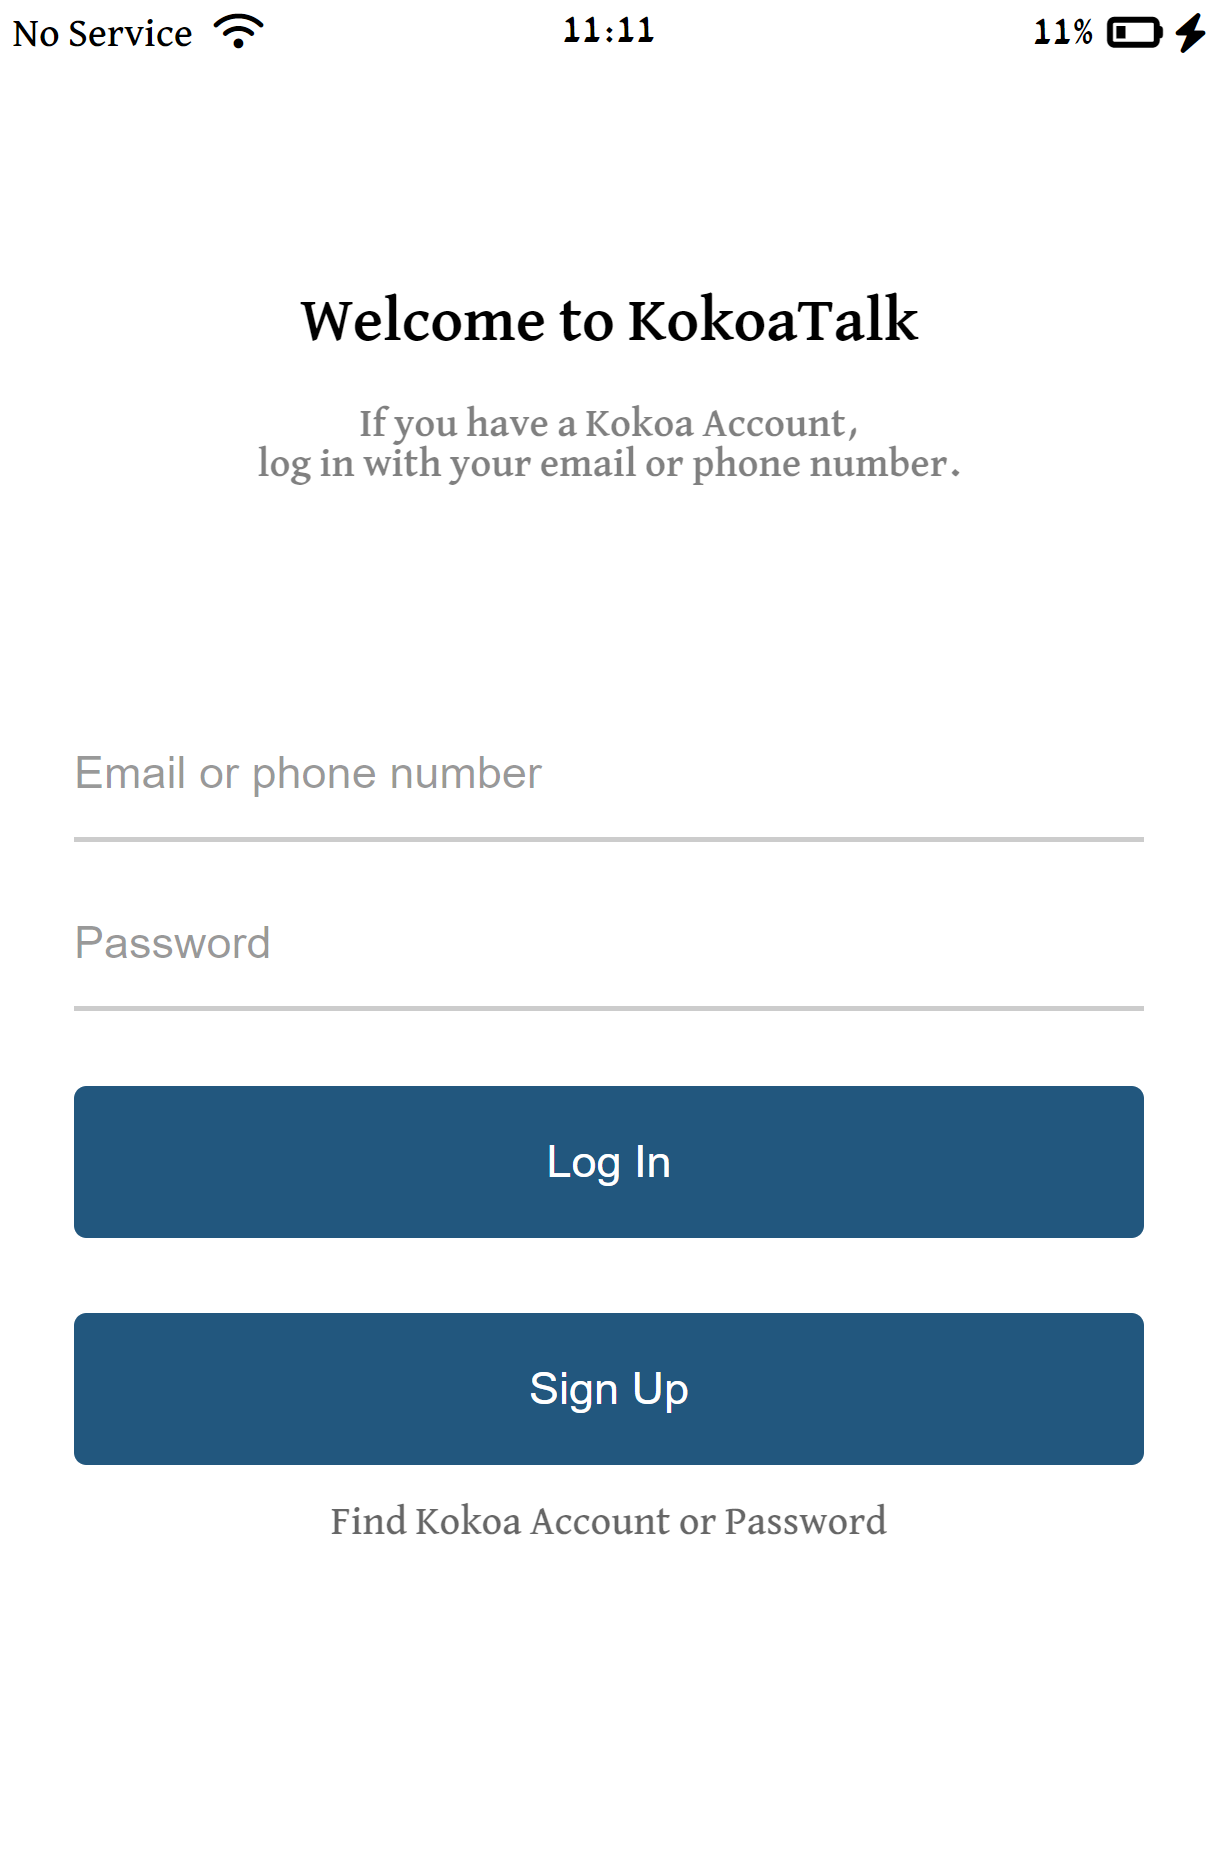 No Service
11:11
11%
Welcome to KokoaTalk
If you have a Kokoa Account,
log in with your email or phone number.
Email or phone number
Password
Log In
Sign Up
Find Kokoa Account or Password